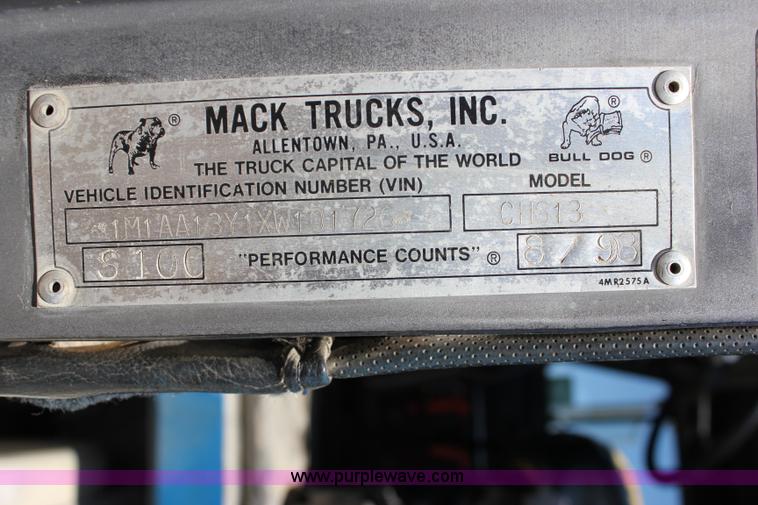 MACK TRUCKS, INC.
ALLENTOWN, PA., U.S.A.
THE TRUCK CAPITAL OF THE WORLD
BULL DOG ®
VEHICLE IDENTIFICATION NUMBER (VIN)
MODEL
CH613
S100
"PERFORMANCE COUNTS" ®
8 / 98
4MR2575A
www.purplewave.com